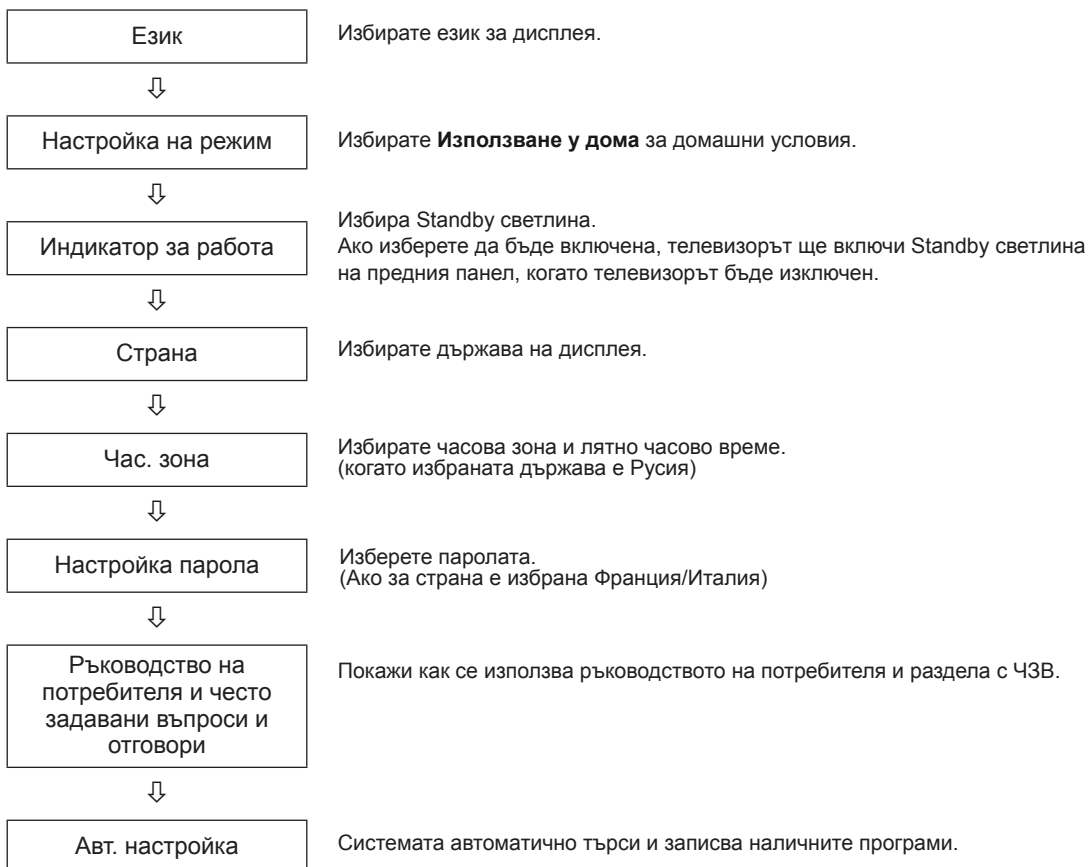 Език
Избирате език за дисплея.
Настройка на режим
Избирате Използване у дома за домашни условия.
Индикатор за работа
Избира Standby светлина.
Ако изберете да бъде включена, телевизорът ще включи Standby светлина
на предния панел, когато телевизорът бъде изключен.
Страна
Избирате държава на дисплея.
Час. зона
Избирате часова зона и лятно часово време.
(когато избраната държава е Русия)
Настройка парола
Изберете паролата.
(Ако за страна е избрана Франция/Италия)
Ръководство на
потребителя и често
задавани въпроси и
отговори
Покажи как се използва ръководството на потребителя и раздела с ЧЗВ.
Авт. настройка
Системата автоматично търси и записва наличните програми.